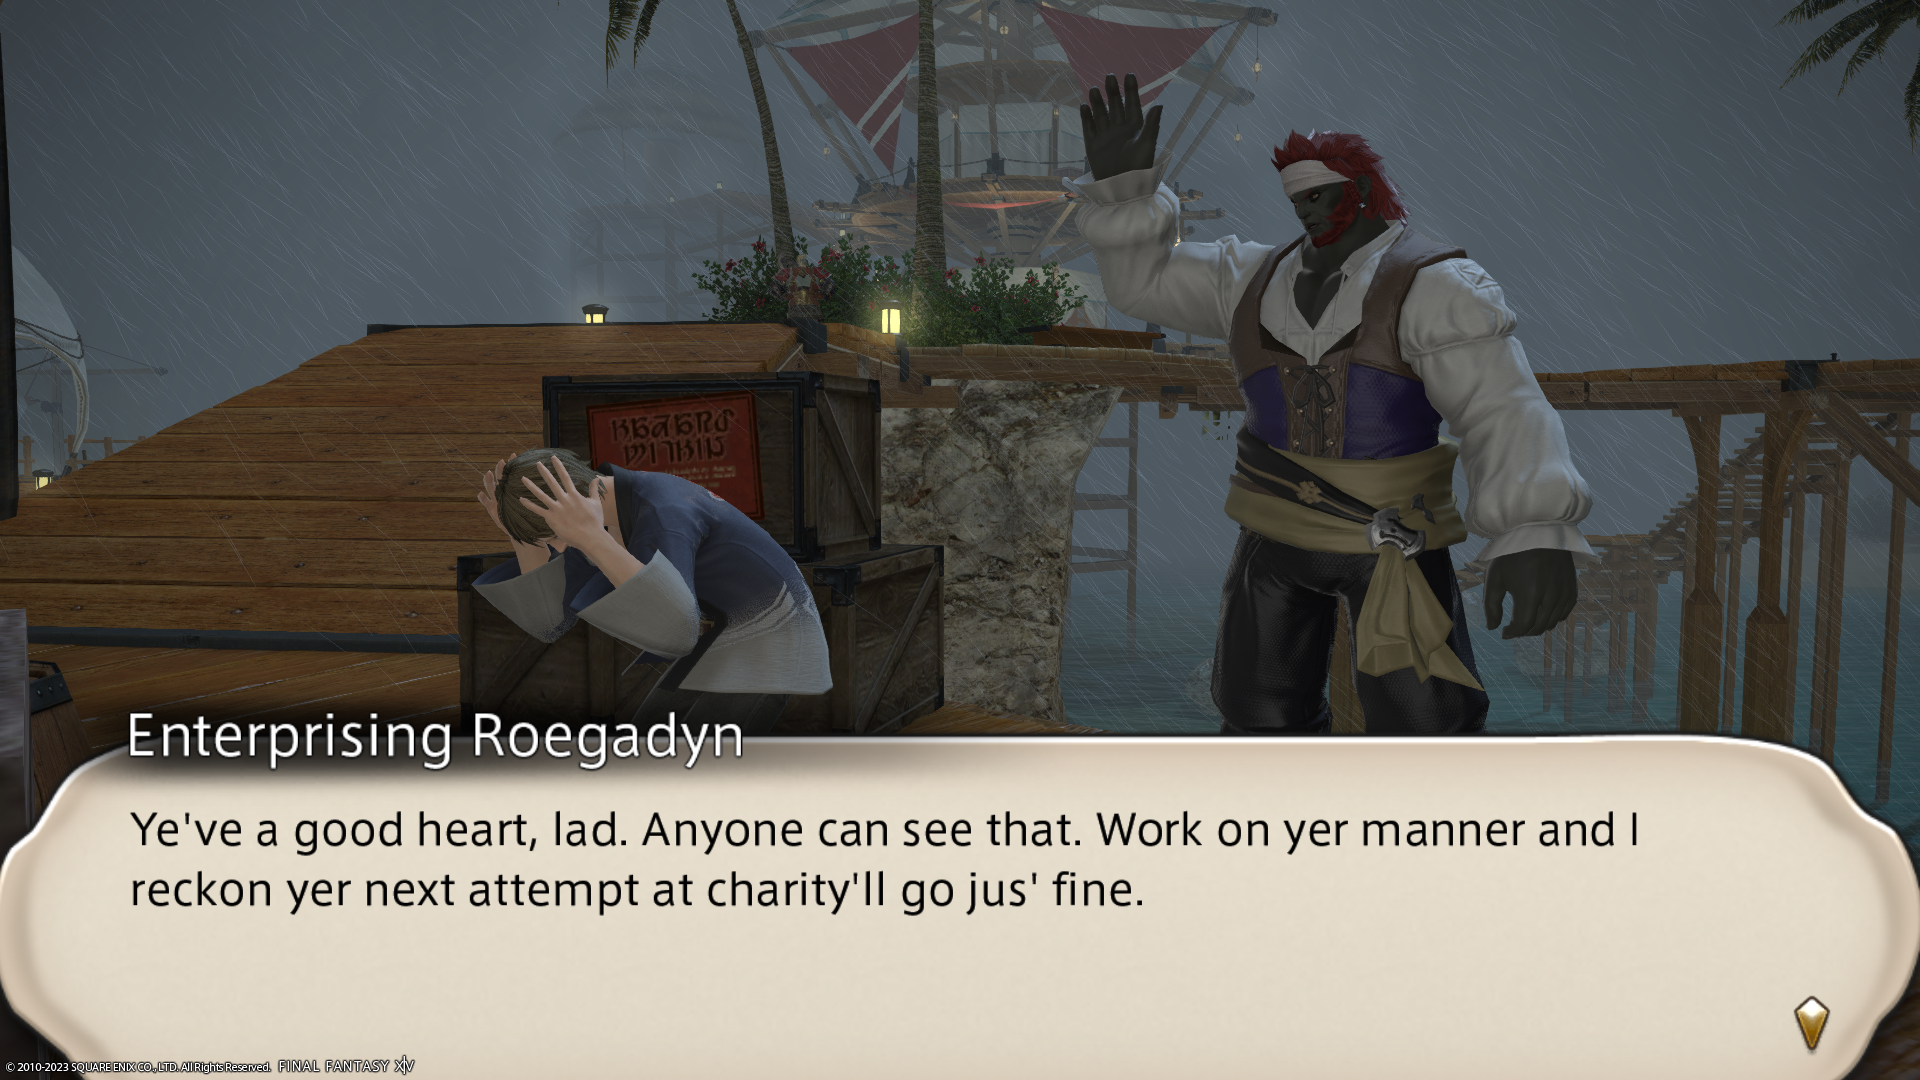 Enterprising Roegadyn
Ye've a good heart, lad. Anyone can see that. Work on yer manner and I
reckon yer next attempt at charity'll go jus' fine.
© 2010-2023 SQUARE ENIX CO., LTD. All Rights Reserved. FINAL FANTASY XIV